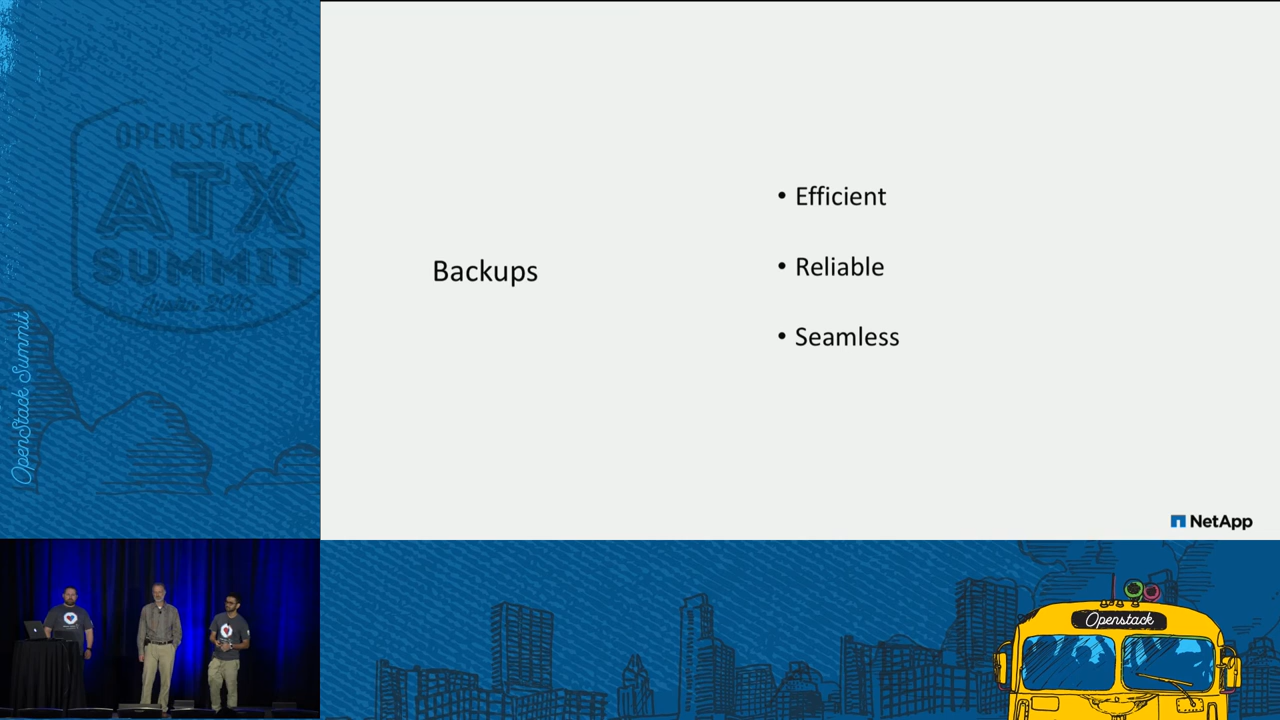 OPENSTACK
ATX
SUMMIT
Austin 2016
OpenStack Summit
Backups
• Efficient
• Reliable
• Seamless
NetApp
Openstack